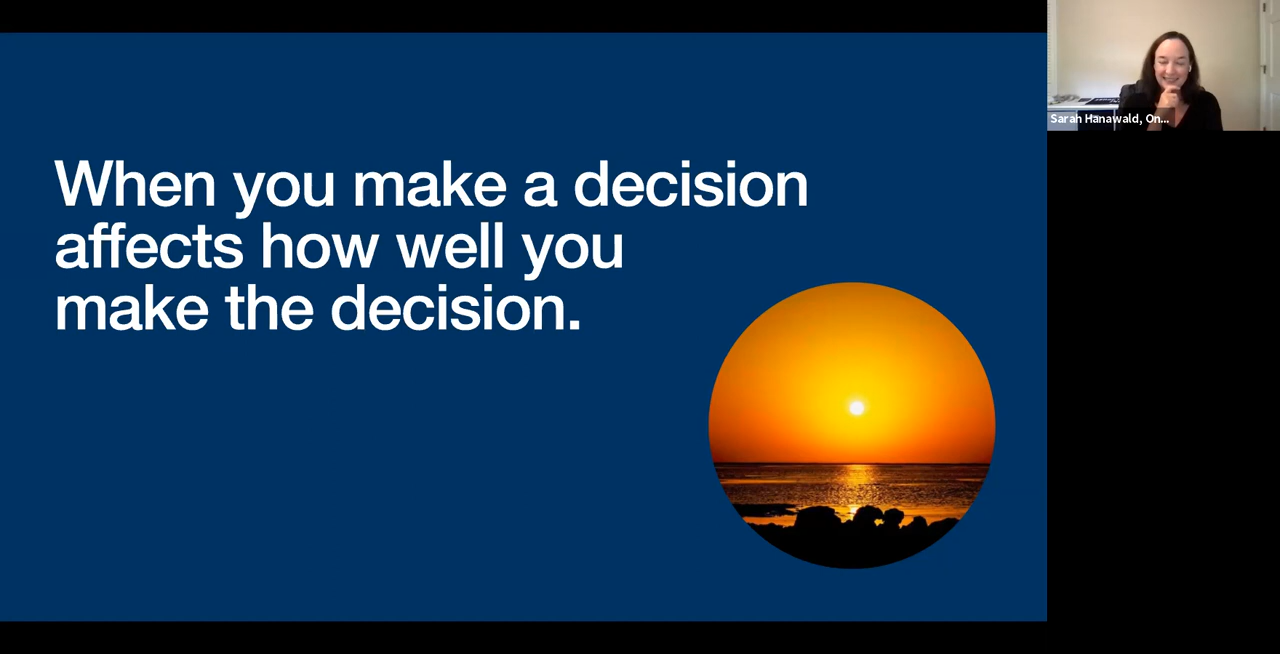 When you make a decision
affects how well you
make the decision.
Sarah Hanawald, On...